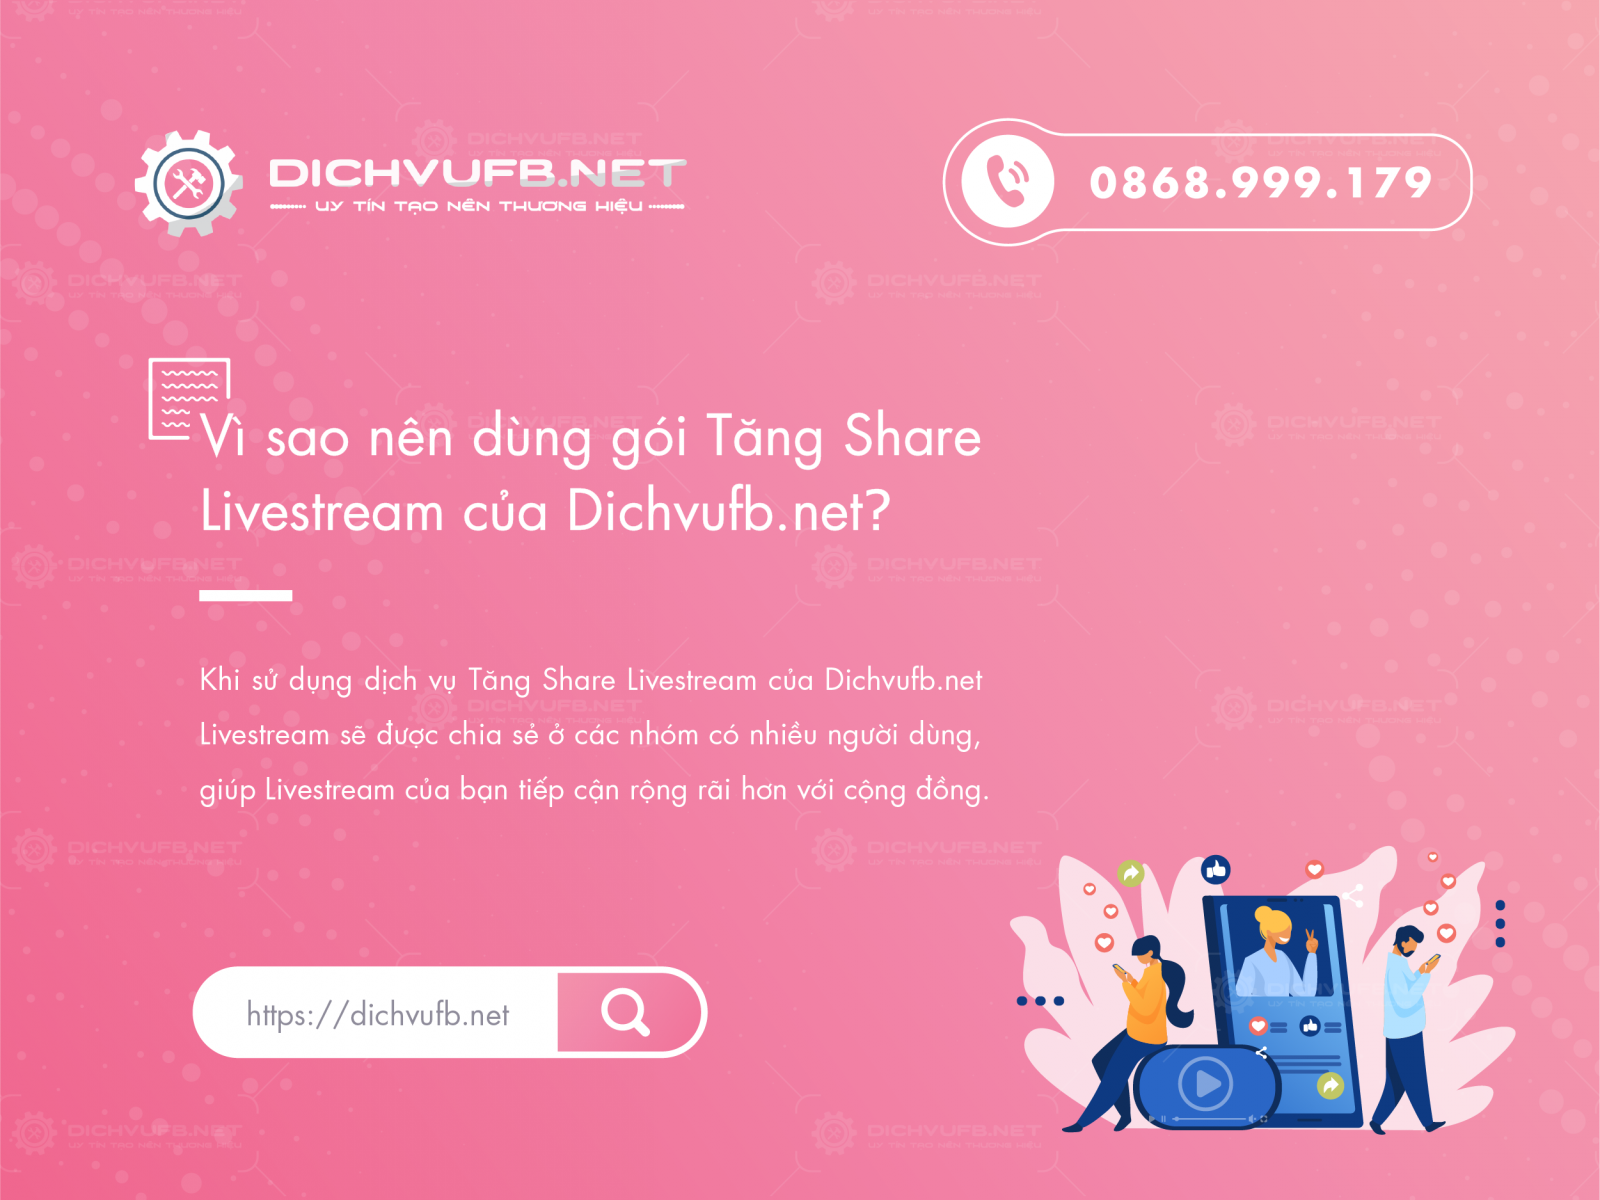 DICHVUFB.NET
UY TÍN TẠO NÊN THƯƠNG HIỆU
0868.999.179
Vì sao nên dùng gói Tăng Share
Livestream của Dichvufb.net?
Khi sử dụng dịch vụ Tăng Share Livestream của Dichvufb.net
Livestream sẽ được chia sẻ ở các nhóm có nhiều người dùng,
giúp Livestream của bạn tiếp cận rộng rãi hơn với cộng đồng.
https://dichvufb.net